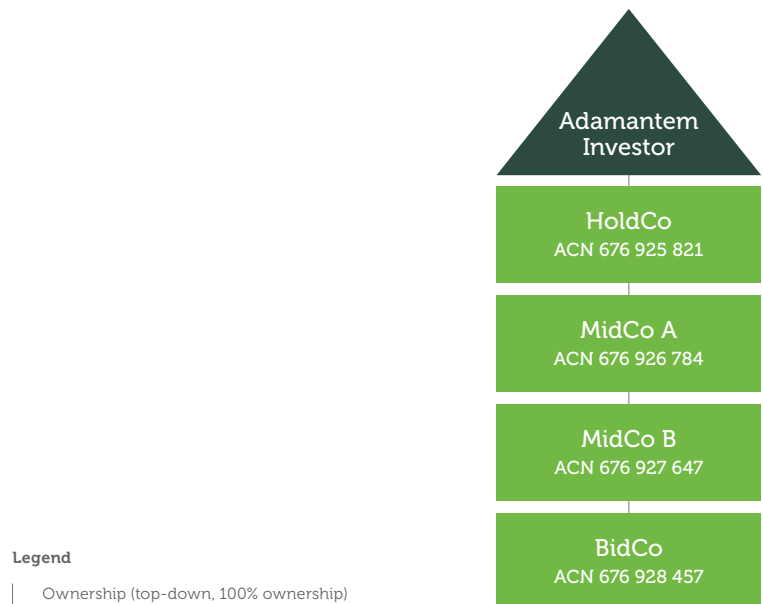 Adamantem
Investor
HoldCo
ACN 676 925 821
MidCo A
ACN 676 926 784
MidCo B
ACN 676 927 647
BidCo
ACN 676 928 457
Legend
Ownership (top-down, 100% ownership)